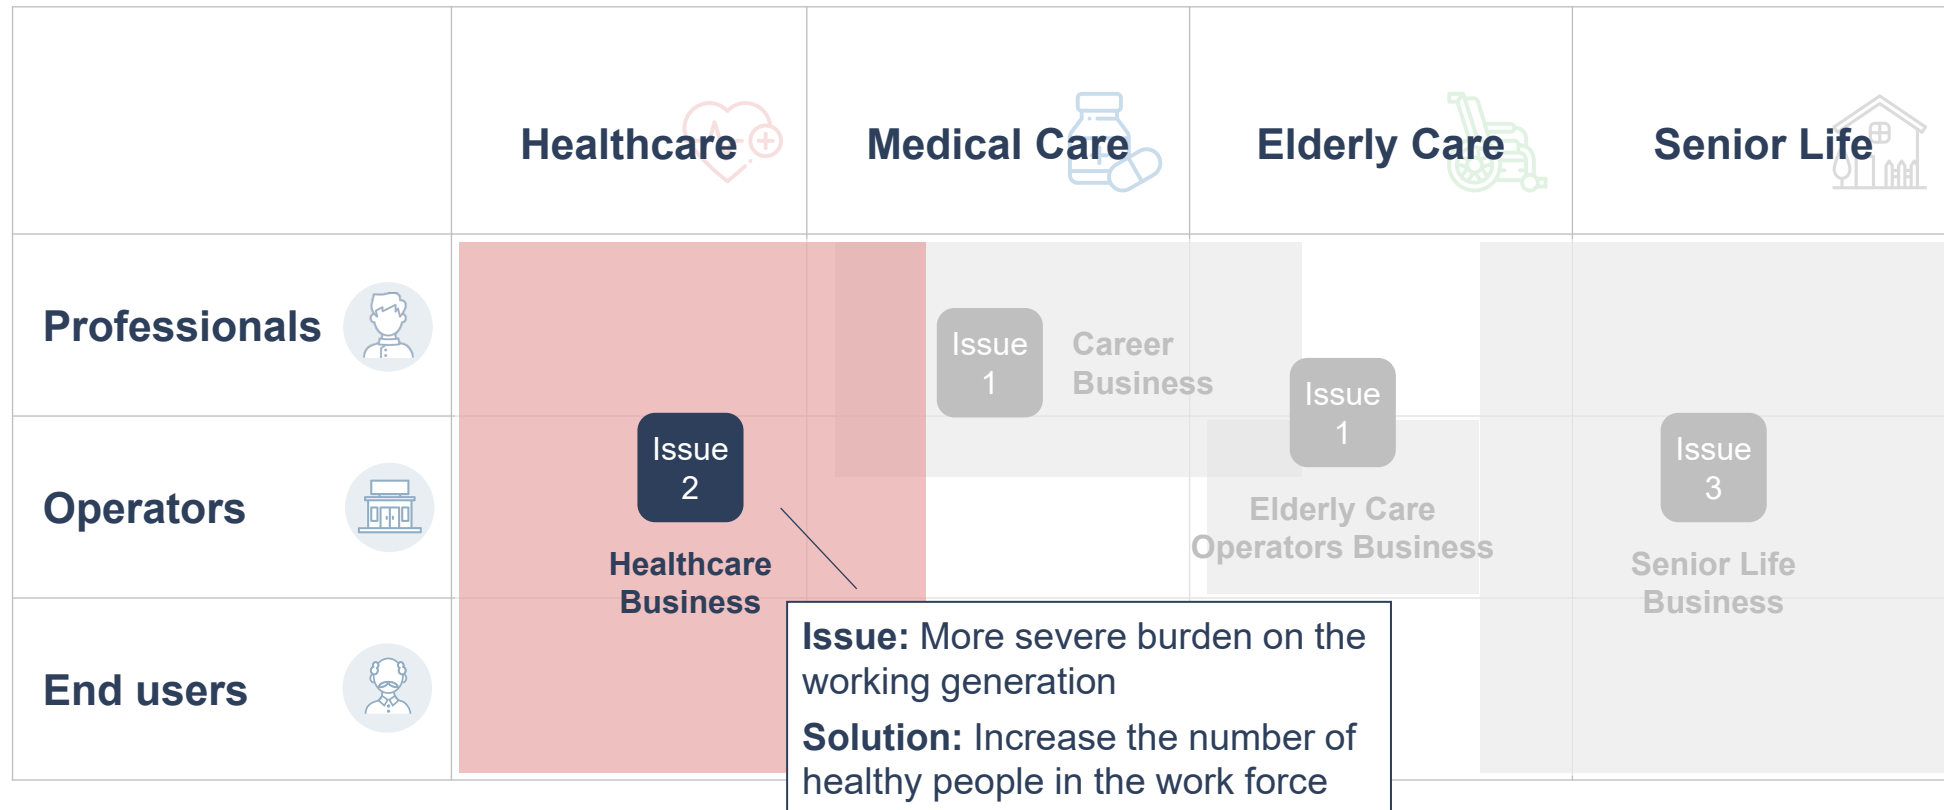 Healthcare
Medical Care
Elderly Care
Senior Life
Professionals
Issue
1
Career
Business
Issue
1
Operators
Issue
2
Healthcare
Business
Elderly Care
Operators Business
Issue
3
Senior Life
Business
End users
Issue: More severe burden on the
working generation
Solution: Increase the number of
healthy people in the work force